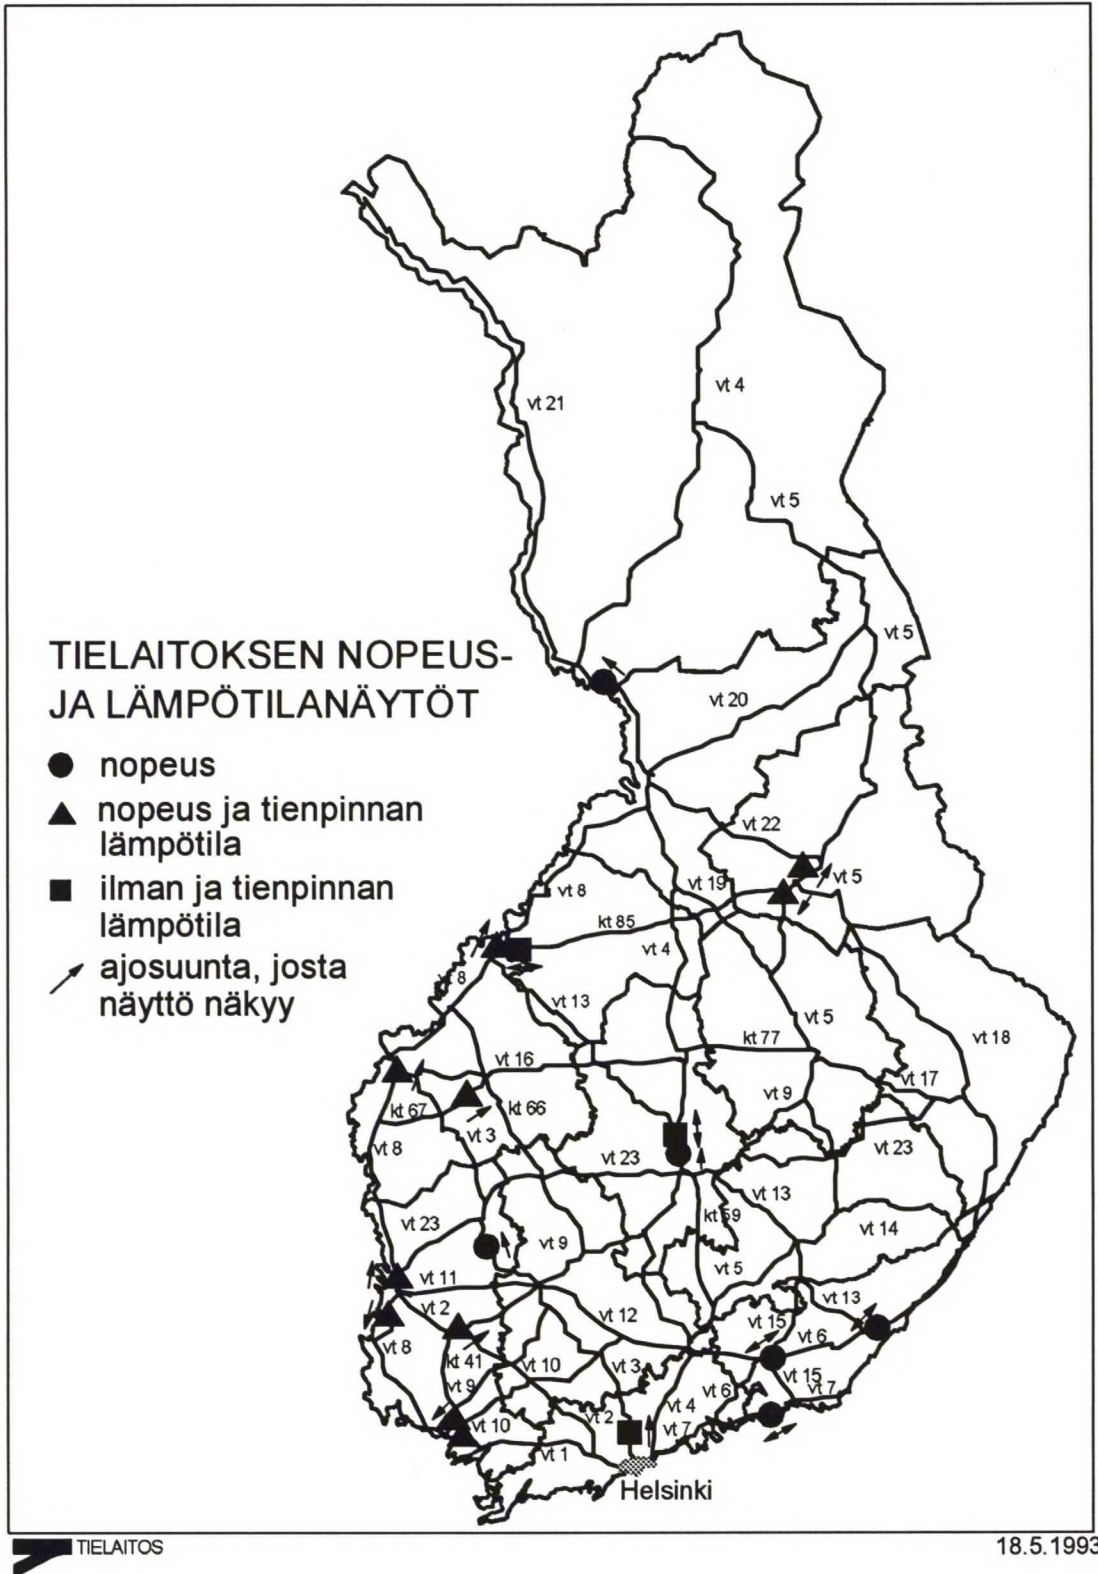 TIELAITOKSEN NOPEUS-
JA LÄMPÖTILANÄYTÖT
nopeus
nopeus ja tienpinnan
lämpötila
ilman ja tienpinnan
lämpötila
ajosuunta, josta
näyttö näkyy
vt 4
vt 21
vt 5
vt 5
vt 20
vt 22
vt 19
vt 5
vt 8
kt 85
vt 4
vt 8
vt 13
vt 5
vt 18
kt 77
vt 16
vt 17
vt 9
kt 67
kt 66
vt 3
vt 8
vt 23
vt 23
vt 13
kt 59
vt 14
vt 23
vt 9
vt 5
vt 11
vt 13
vt 2
vt 12
vt 15
vt 6
vt 8
kt 41
vt 10
vt 3
vt 15
vt 7
vt 6
vt 9
vt 4
vt 2
vt 10
vt 7
vt 1
Helsinki
TIELAITOS
18.5.1993